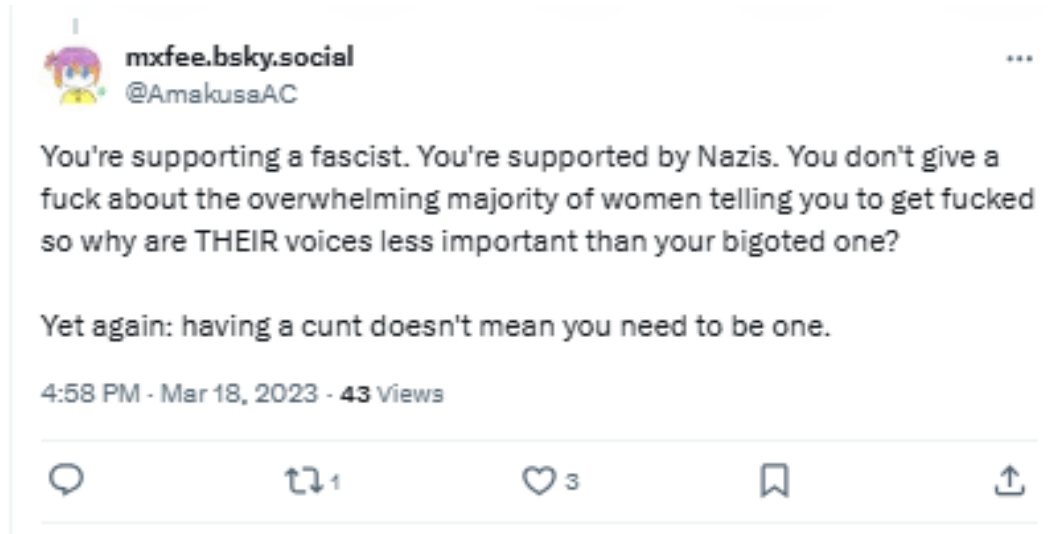 mxfee.bsky.social
@AmakusaAC
You're supporting a fascist. You're supported by Nazis. You don't give a
fuck about the overwhelming majority of women telling you to get fucked
so why are THEIR voices less important than your bigoted one?
Yet again: having a cunt doesn't mean you need to be one.
4:58 PM · Mar 18, 2023 · 43 Views
1 3